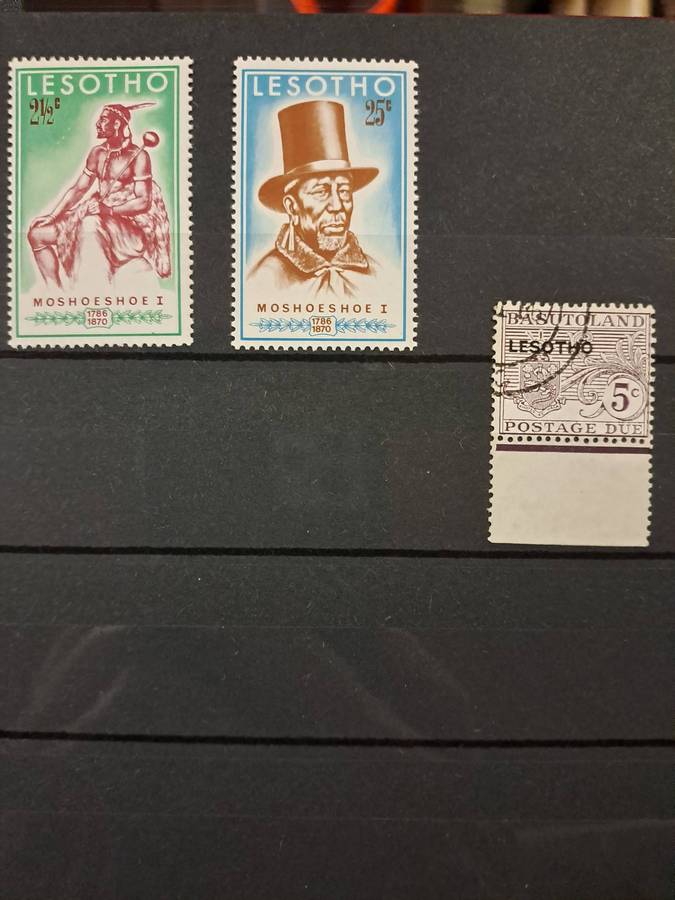 LESOTHO
2½c
MOSHOESHOE I
1786
1870
LESOTHO
25c
MOSHOESHOE I
1786
1870
BASUTOLAND
LESOTHO
5c
POSTAGE DUE